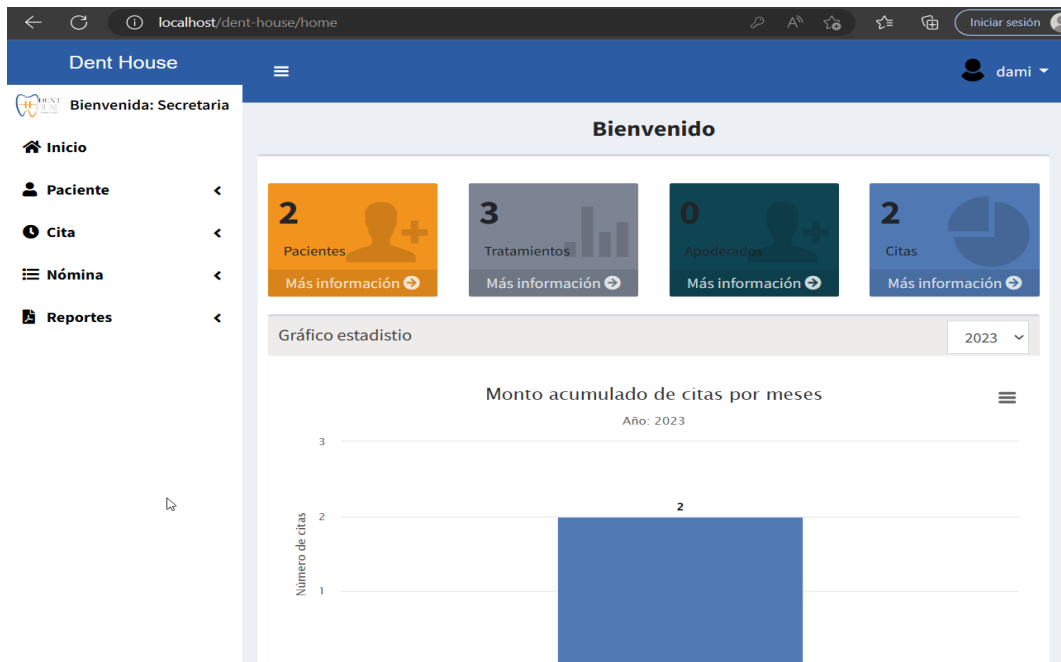 localhost/dent-house/home
Iniciar sesión
Dent House
dami
DENT
HOUSE
Bienvenida: Secretaria
Inicio
Paciente
Cita
Nómina
Reportes
Bienvenido
2
Pacientes
Más información
3
Tratamientos
Más información
0
Apoderados
Más información
2
Citas
Más información
Gráfico estadistio
2023
Monto acumulado de citas por meses
Año: 2023
Número de citas
3
2
1
2